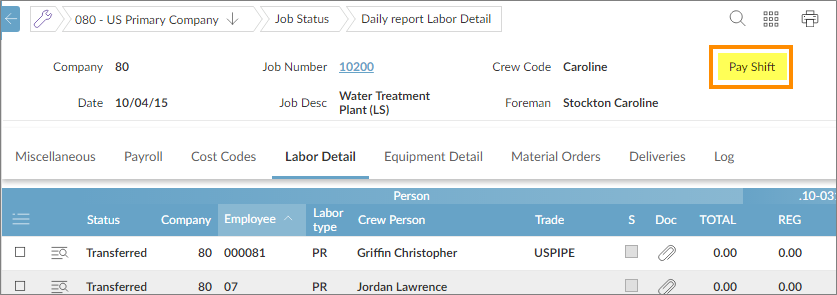 080 - US Primary Company Job Status Daily report Labor Detail
Company 80 Job Number 10200 Crew Code Caroline Pay Shift
Date 10/04/15 Job Desc Water Treatment Plant (LS) Foreman Stockton Caroline
Miscellaneous Payroll Cost Codes Labor Detail Equipment Detail Material Orders Deliveries Log
Person .10-03:
Status Company Employee Labor type Crew Person Trade S Doc TOTAL REG
Transferred 80 000081 PR Griffin Christopher USPIPE 0.00 0.00
Transferred 80 07 PR Jordan Lawrence 0.00 0.00